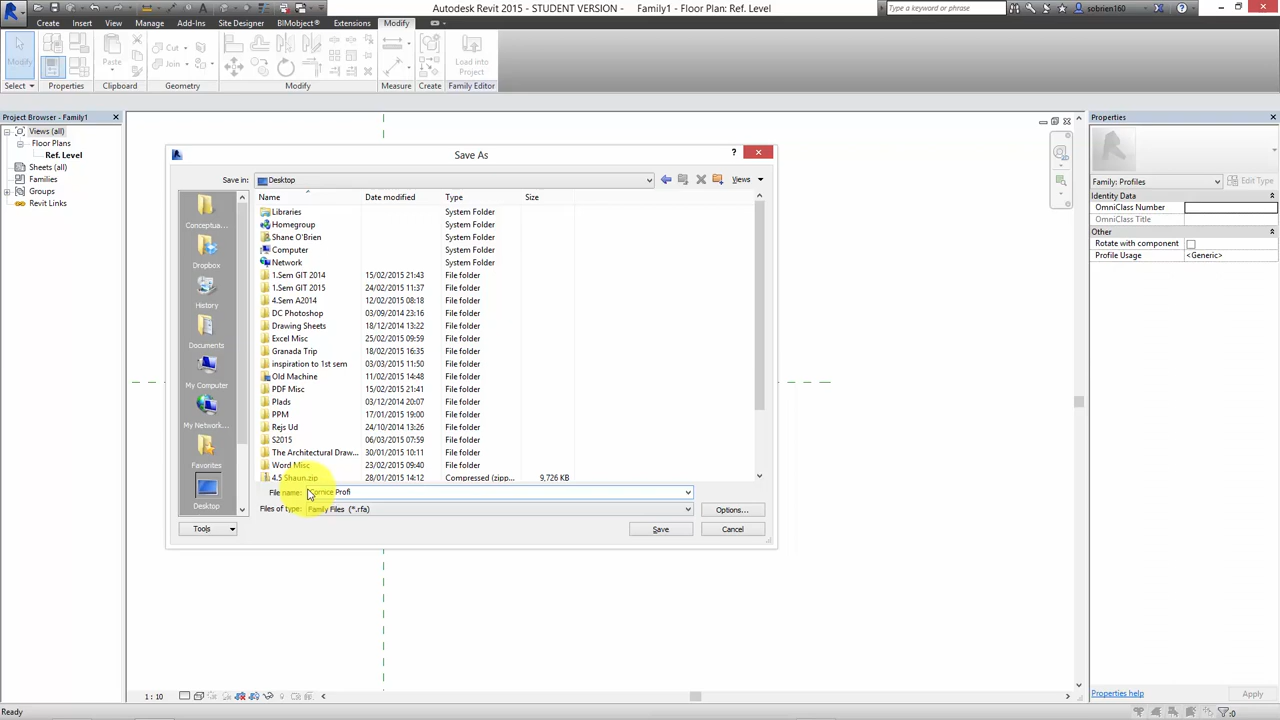 Autodesk Revit 2015 - STUDENT VERSION - Family1 - Floor Plan: Ref. Level
Type a keyword or phrase
sobrien160
Create Insert View Manage Add-Ins Site Designer BIMobject® Extensions Modify
Modify
Cut
Join
Load into
Project
Select Properties Clipboard Geometry Modify Measure Create Family Editor
Project Browser - Family1
Views (all)
Floor Plans
Ref. Level
Sheets (all)
Families
Groups
Revit Links
Save As
Save in: Desktop Views
Name Date modified Type Size
Libraries System Folder
Homegroup System Folder
Shane O'Brien System Folder
Computer System Folder
Network System Folder
1.Sem GIT 2014 15/02/2015 21:43 File folder
1.Sem GIT 2015 24/02/2015 11:37 File folder
4.Sem A2014 12/02/2015 08:18 File folder
DC Photoshop 03/09/2014 23:16 File folder
Drawing Sheets 18/12/2014 13:22 File folder
Excel Misc 25/02/2015 09:59 File folder
Granada Trip 18/02/2015 16:35 File folder
inspiration to 1st sem 03/03/2015 11:50 File folder
Old Machine 11/02/2015 14:48 File folder
PDF Misc 15/02/2015 21:41 File folder
Plads 03/12/2014 20:07 File folder
PPM 17/01/2015 19:00 File folder
Rejs Ud 24/10/2014 13:26 File folder
S2015 06/03/2015 07:59 File folder
The Architectural Draw... 30/01/2015 10:11 File folder
Word Misc 23/02/2015 09:40 File folder
4.5 Shaun.zip 28/01/2015 14:12 Compressed (zipp... 9,726 KB
Conceptua...
Dropbox
History
Documents
My Computer
My Network...
Favorites
Desktop
File name: Cornice Profi
Files of type: Family Files (*.rfa) Options...
Tools Save Cancel
Properties
Family: Profiles Edit Type
Identity Data
OmniClass Number
OmniClass Title
Other
Rotate with component
Profile Usage <Generic>
Properties help Apply
1 : 10
Ready
:0